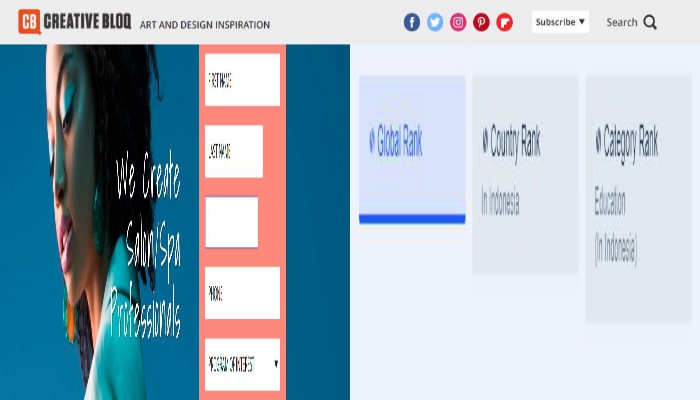 CB CREATIVE BLOQ ART AND DESIGN INSPIRATION
Subscribe ▼
Search
We Create
Salon/Spa
Professionals
FIRST NAME
LAST NAME
PHONE
PROGRAM OF INTEREST
Global Rank
Country Rank
In Indonesia
Category Rank
Education
(In Indonesia)